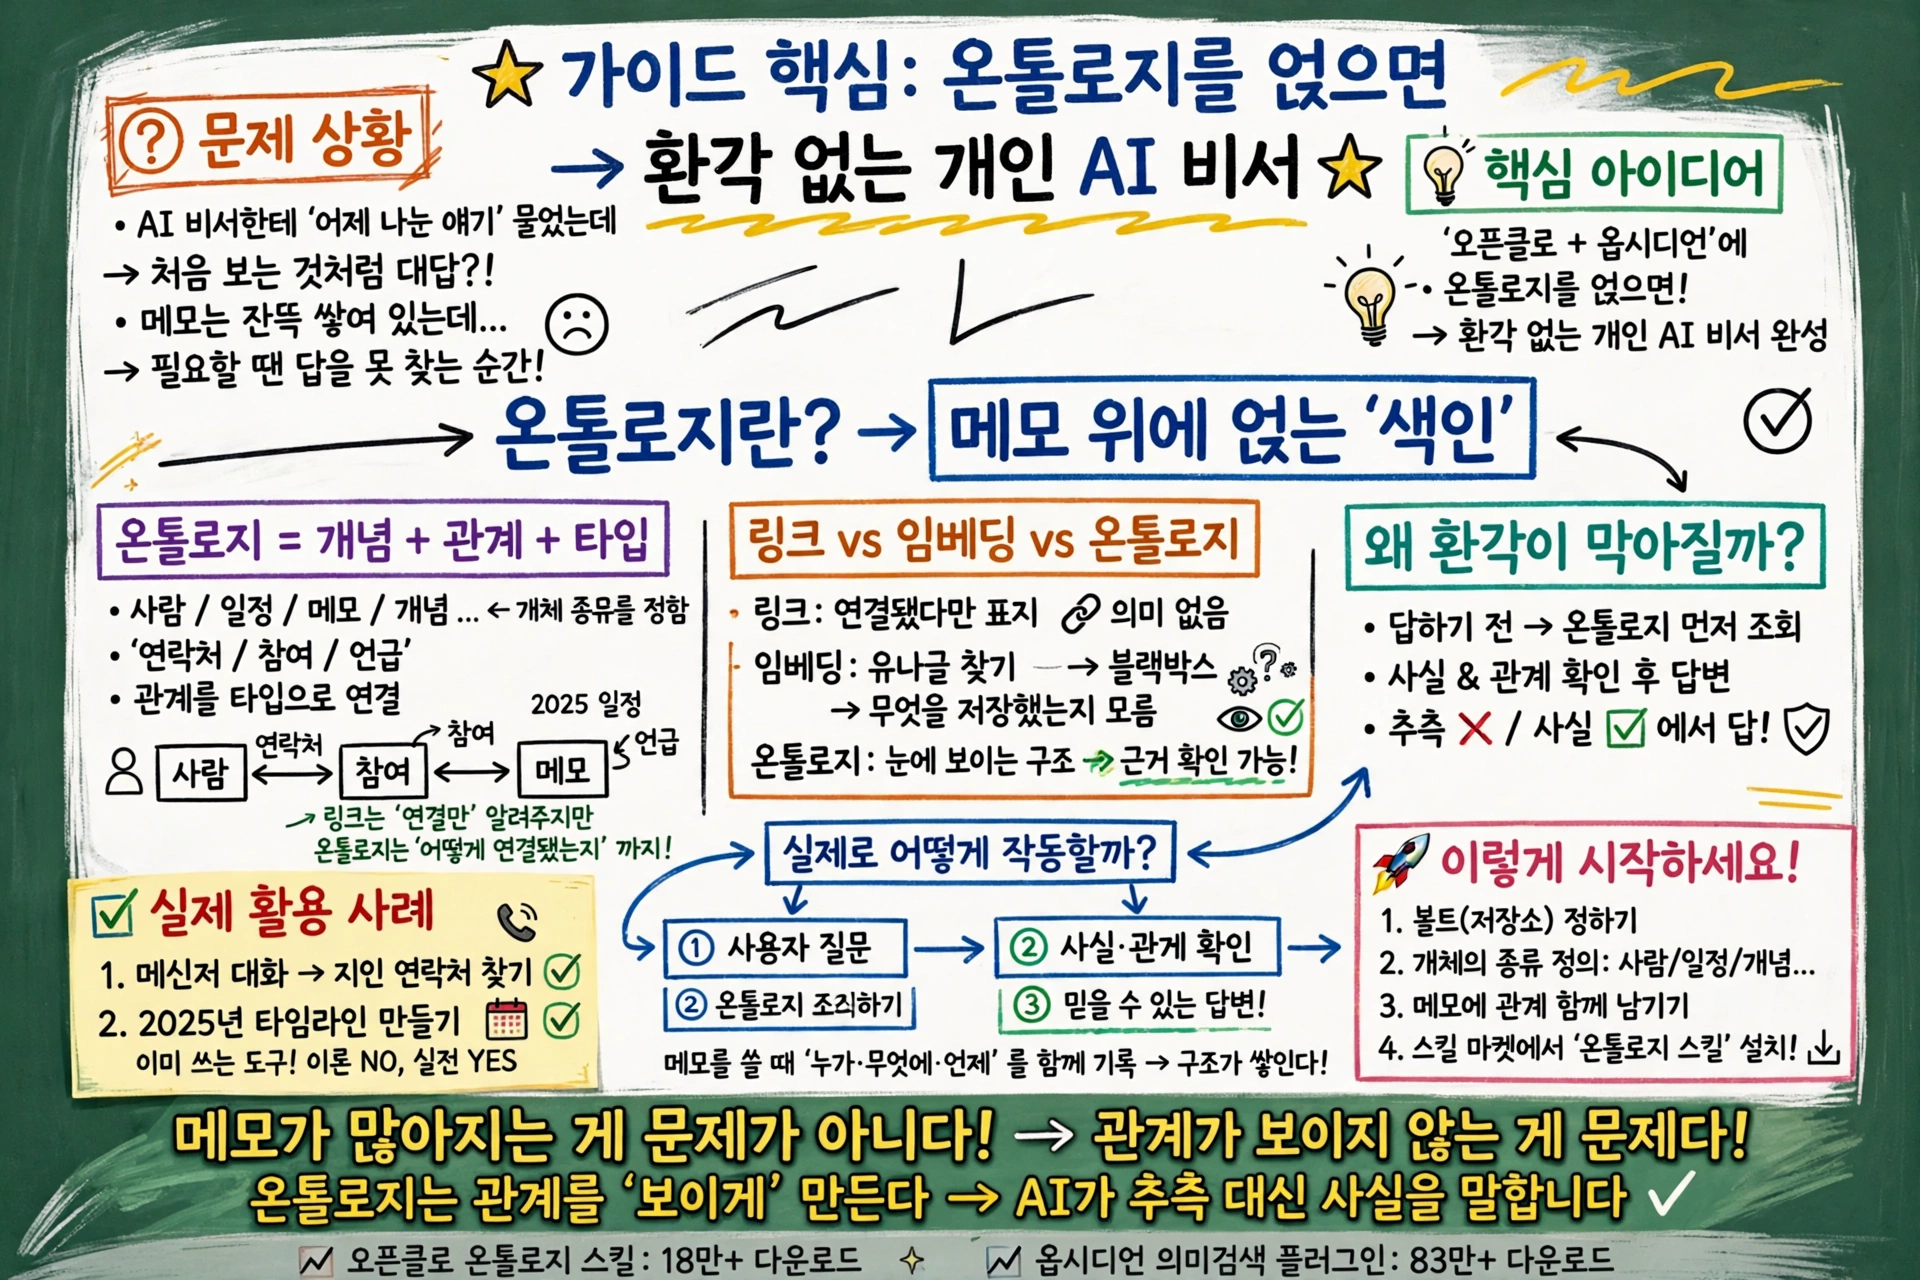 가이드 핵심: 온톨로지를 얹으면
→ 환각 없는 개인 AI 비서
? 문제 상황
• AI 비서한테 ‘어제 나눈 얘기’ 물었는데
→ 처음 보는 것처럼 대답?!
• 메모는 잔뜩 쌓여 있는데...
→ 필요할 땐 답을 못 찾는 순간!
핵심 아이디어
‘오픈클로 + 옵시디언’에
• 온톨로지를 얹으면!
→ 환각 없는 개인 AI 비서 완성
온톨로지란? → 메모 위에 얹는 ‘색인’
온톨로지 = 개념 + 관계 + 타입
• 사람 / 일정 / 메모 / 개념 ... ← 개체 종뮤를 정함
• ‘연락처 / 참여 / 언급’
• 관계를 타입으로 연결
2025 일정
사람
연락처
참여
참여
메모
언급
→ 링크는 ‘연결만’ 알려주지만
온톨로지는 ‘어떻게 연결됐는지’ 까지!
링크 vs 임베딩 vs 온톨로지
• 링크: 연결됐다만 표지 의미 없음
임베딩: 유나글 찾기 → 블랙박스
?
→ 무엇을 저장했는지 모름
온톨로지: 눈에 보이는 구조 → 근거 확인 가능!
왜 환각이 막아질까?
• 답하기 전 → 온톨로지 먼저 조회
• 사실 & 관계 확인 후 답변
• 추측 ✗ / 사실 ✓ 에서 답!
실제로 어떻게 작동할까?
① 사용자 질문
② 사실·관게 확인
② 온톨로지 조리하기
③ 믿을 수 있는 답변!
메모를 쓸 때 ‘누가·무엇에·언제’ 를 함께 기록 → 구조가 쌓인다!
실제 활용 사례
1. 메신저 대화 → 지인 연락처 찾기
2. 2025년 타임라인 만들기
이미 쓰는 도구! 이론 NO, 실전 YES
이렇게 시작하세요!
1. 볼트(저장소) 정하기
2. 개체의 종류 정의: 사람/일정/개념...
3. 메모에 관계 함께 남기기
4. 스킬 마켓에서 ‘온톨로지 스킬’ 설치!
메모가 많아지는 게 문제가 아니다! → 관계가 보이지 않는 게 문제다!
온톨로지는 관계를 ‘보이게’ 만든다 → AI가 추측 대신 사실을 말합니다 ✓
오픈클로 온톨로지 스킬: 18만+ 다운로드
옵시디언 의미검색 플러그인: 83만+ 다운로드